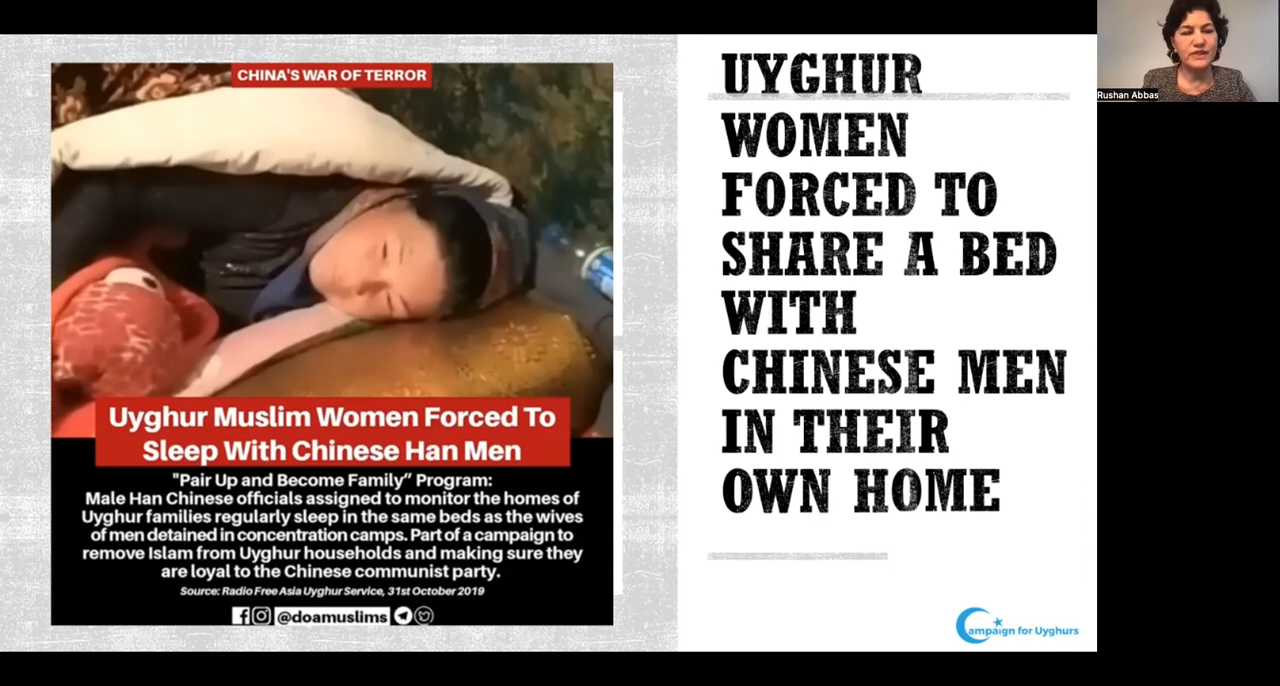 CHINA'S WAR OF TERROR
Uyghur Muslim Women Forced To
Sleep With Chinese Han Men
"Pair Up and Become Family” Program:
Male Han Chinese officials assigned to monitor the homes of
Uyghur families regularly sleep in the same beds as the wives
of men detained in concentration camps. Part of a campaign to
remove Islam from Uyghur households and making sure they
are loyal to the Chinese communist party.
Source: Radio Free Asia Uyghur Service, 31st October 2019
@doamuslims
UYGHUR
WOMEN
FORCED TO
SHARE A BED
WITH
CHINESE MEN
IN THEIR
OWN HOME
Campaign for Uyghurs
Rushan Abbas